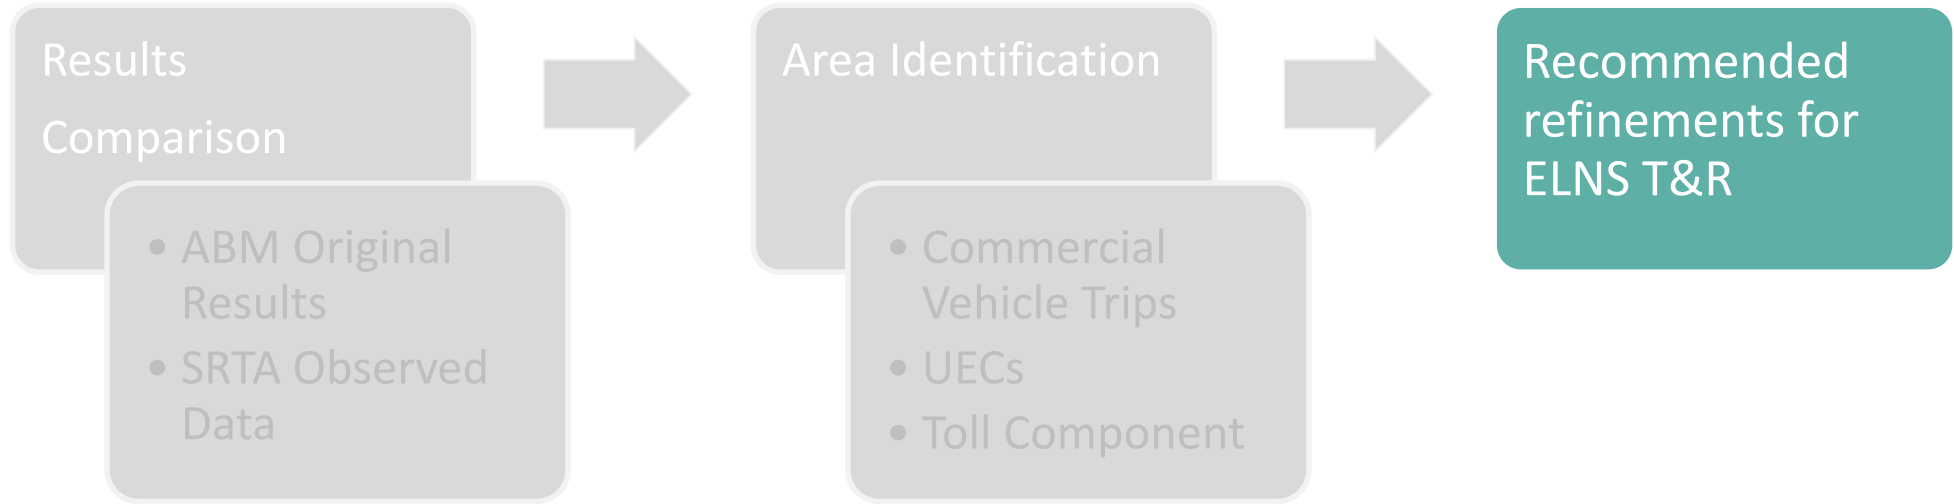 Results
Comparison
• ABM Original
Results
• SRTA Observed
Data
Area Identification
• Commercial
Vehicle Trips
• UECs
• Toll Component
Recommended
refinements for
ELNS T&R